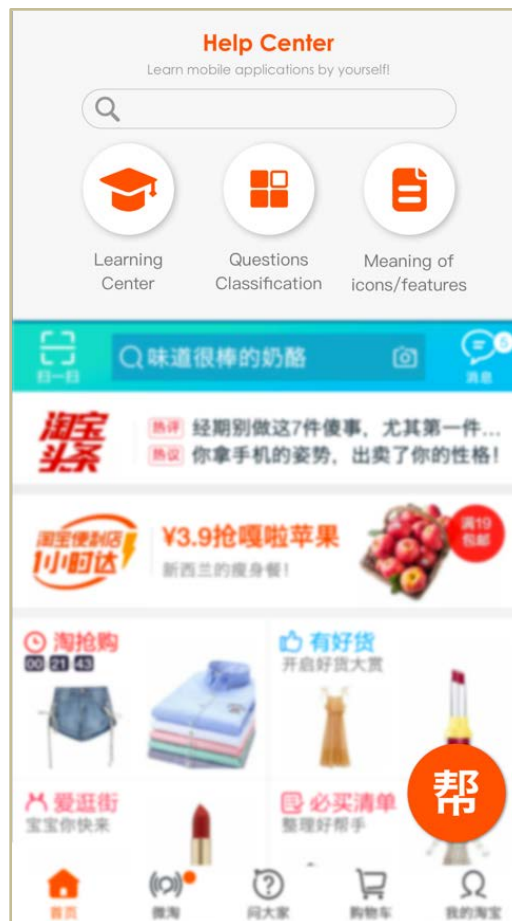 Help Center
Learn mobile applications by yourself!
Learning
Center
Questions
Classification
Meaning of
icons/features
扫一扫
味道很棒的奶酪
消息
淘宝
头条
热评 经期别做这7件傻事，尤其第一件...
热议 你拿手机的姿势，出卖了你的性格！
淘宝便利店
1小时达
¥3.9抢嘎啦苹果
新西兰的瘦身餐！
满19
包邮
淘抢购
00 21 43
有好货
开启好货大赏
爱逛街
宝宝你快来
必买清单
整理好帮手
帮
首页
微淘
问大家
购物车
我的淘宝